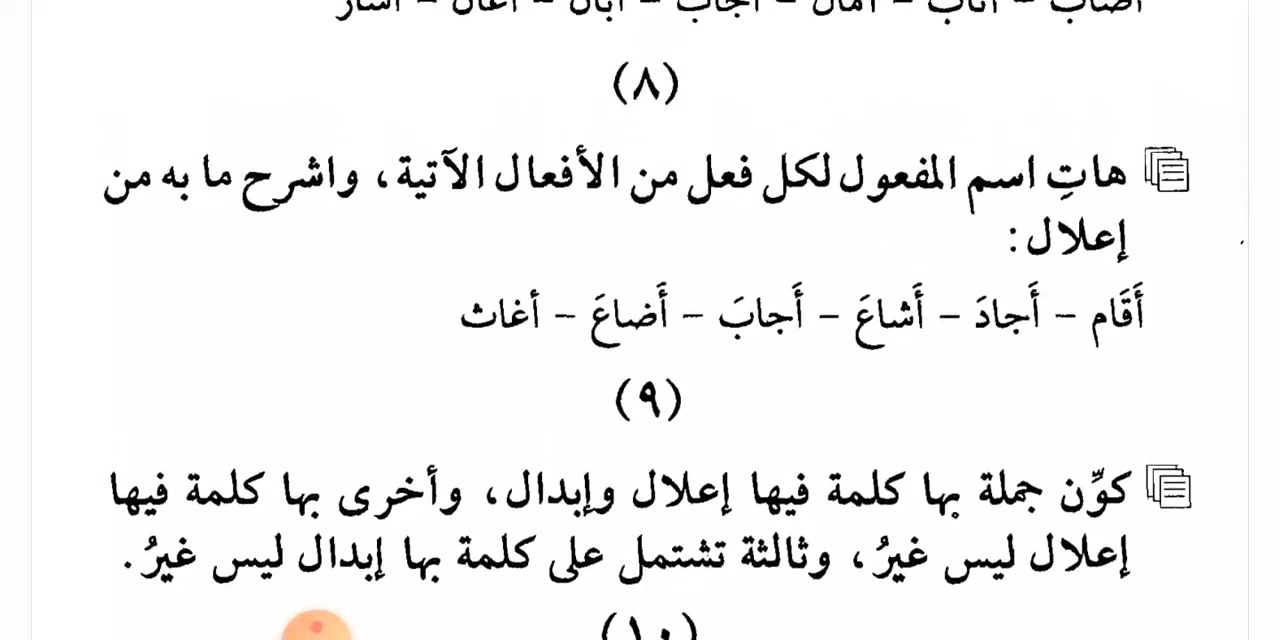 (٨)
هاتِ اسم المفعول لكل فعل من الأفعال الآتية، واشرح ما به من
إعلال:
أَقَام – أَجادَ – أَشاعَ – أَجابَ – أَضاعَ – أغاث
(٩)
كوِّن جملة بها كلمة فيها إعلال وإبدال، وأخرى بها كلمة فيها
إعلال ليس غيرُ، وثالثة تشتمل على كلمة بها إبدال ليس غيرُ.
(١٠)